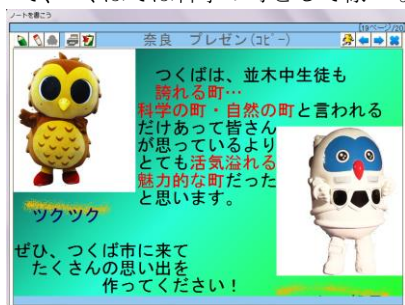 ノートを書こう
[19ページ/20
奈良　プレゼン(コピー)
つくばは、並木中生徒も
誇れる町…
科学の町・自然の町と言われる
だけあって皆さん
が思っているより
とても活気溢れる
魅力的な町だった
と思います。
ツクツク
ぜひ、つくば市に来て
たくさんの思い出を
作ってください！